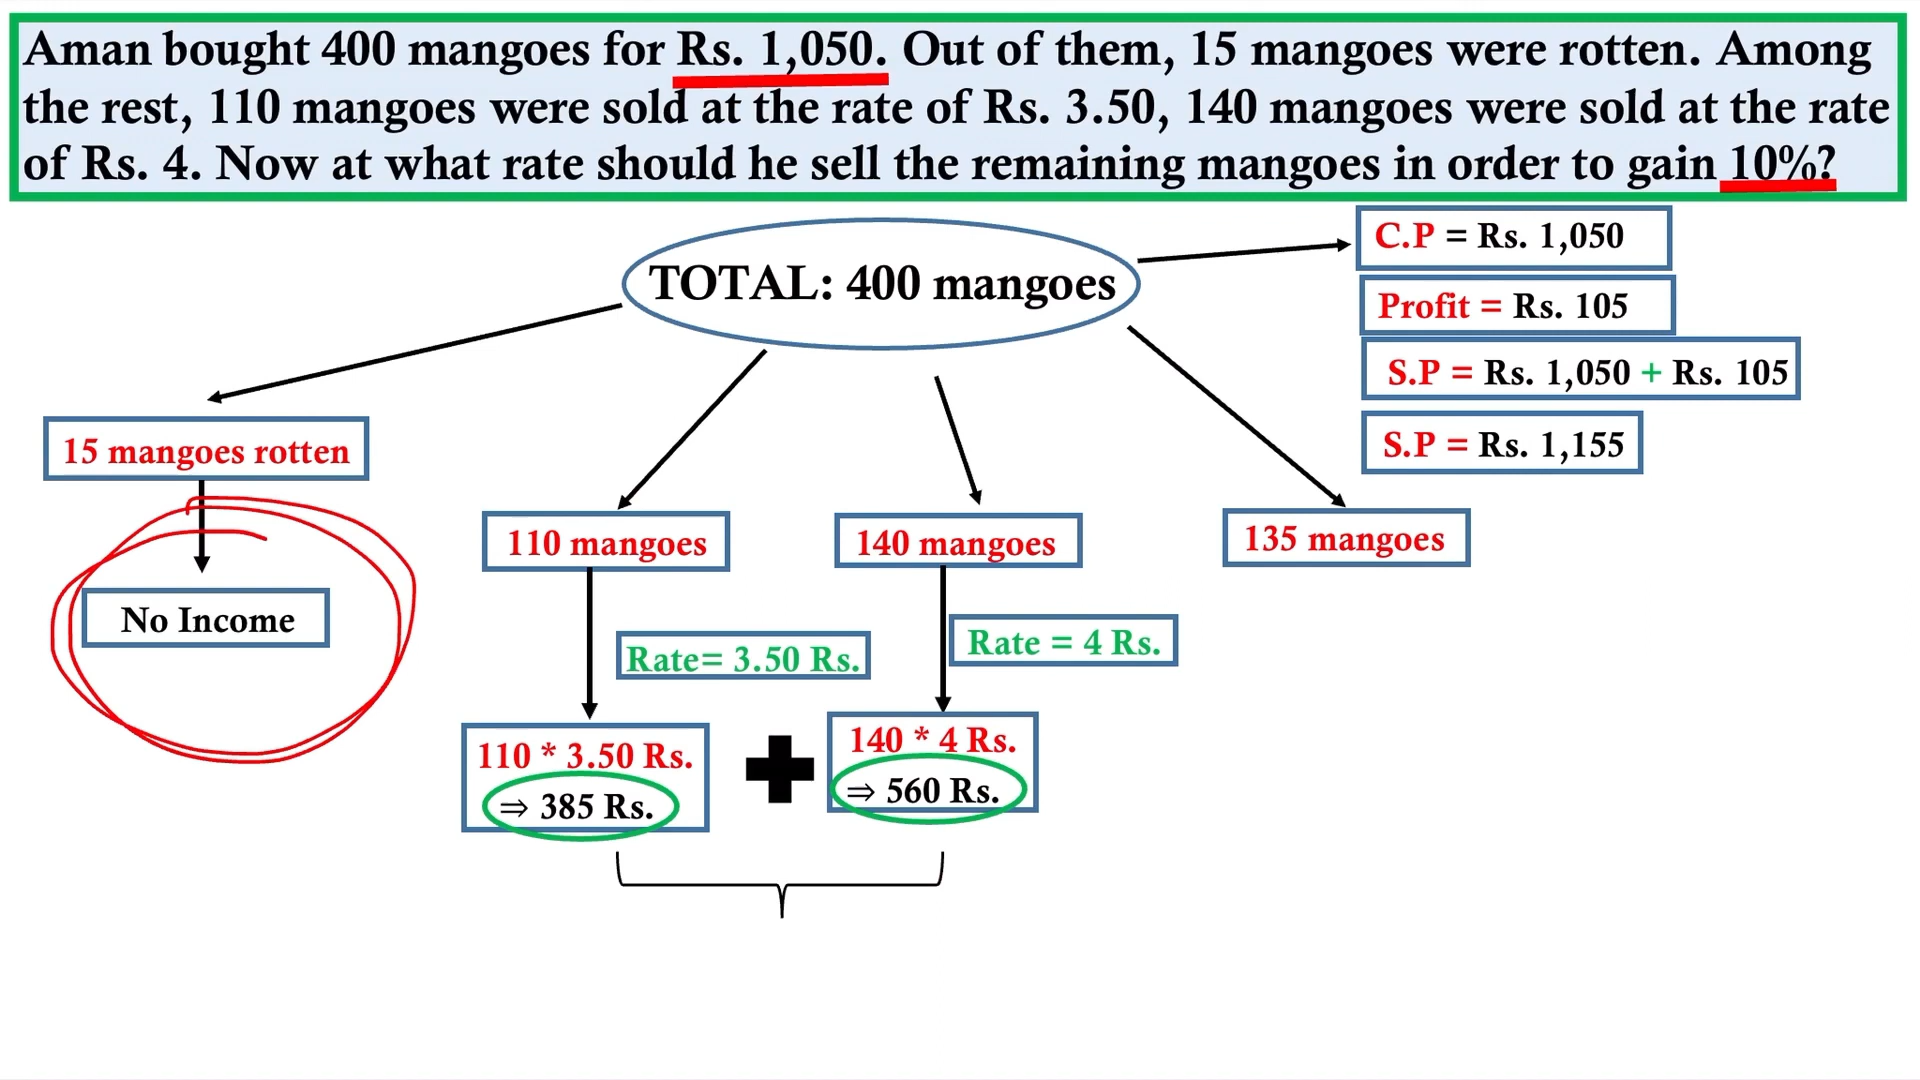 Aman bought 400 mangoes for Rs. 1,050. Out of them, 15 mangoes were rotten. Among
the rest, 110 mangoes were sold at the rate of Rs. 3.50, 140 mangoes were sold at the rate
of Rs. 4. Now at what rate should he sell the remaining mangoes in order to gain 10%?
TOTAL: 400 mangoes
C.P = Rs. 1,050
Profit = Rs. 105
S.P = Rs. 1,050 + Rs. 105
S.P = Rs. 1,155
15 mangoes rotten
No Income
110 mangoes
Rate= 3.50 Rs.
110 * 3.50 Rs.
⇒ 385 Rs.
140 mangoes
Rate = 4 Rs.
140 * 4 Rs.
⇒ 560 Rs.
135 mangoes